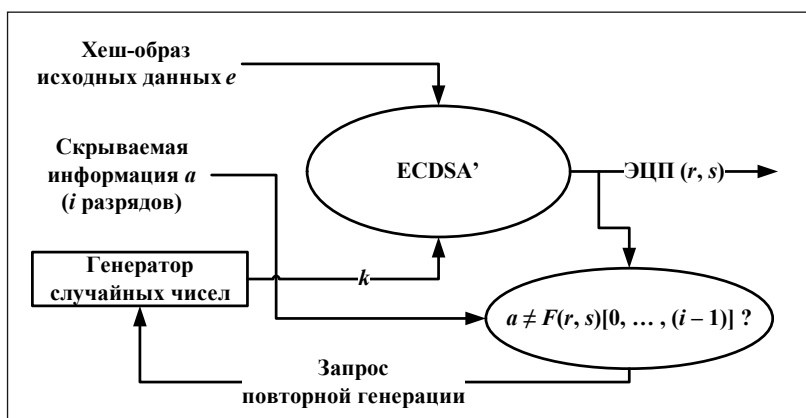 Хеш-образ
исходных данных e
Скрываемая
информация a
(i разрядов)
ECDSA’
ЭЦП (r, s)
Генератор
случайных чисел
k
a ≠ F(r, s)[0, … , (i – 1)] ?
Запрос
повторной генерации